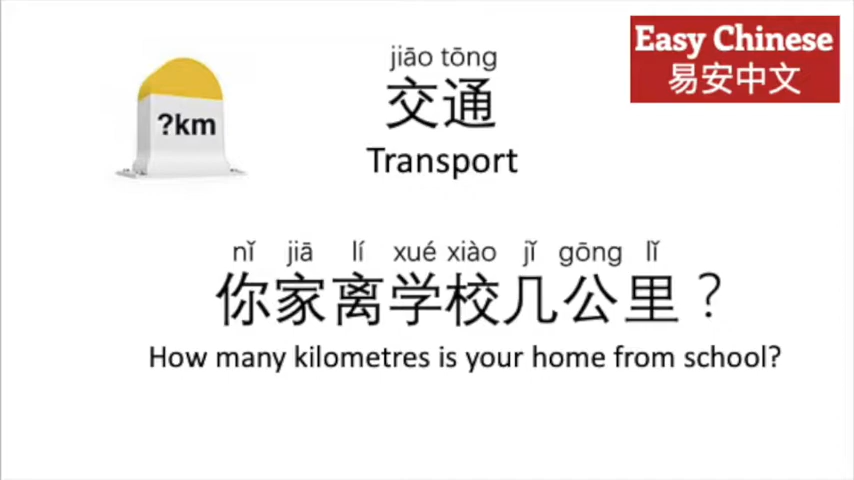 Easy Chinese
易安中文
?km
jiāo tōng
交通
Transport
nǐ jiā lí xué xiào jǐ gōng lǐ
你家离学校几公里？
How many kilometres is your home from school?